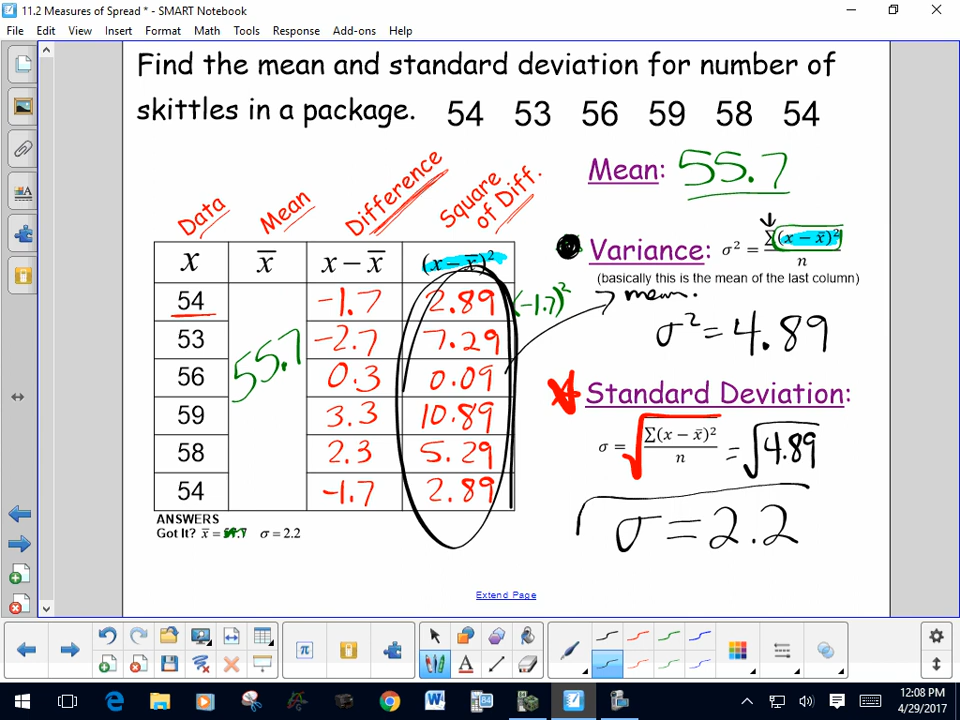 11.2 Measures of Spread * - SMART Notebook
File Edit View Insert Format Math Tools Response Add-ons Help
Find the mean and standard deviation for number of
skittles in a package. 54 53 56 59 58 54
Mean: 55.7
Data Mean Difference Square of Diff.
x x̄ x − x̄ (x − x̄)²
54 -1.7 2.89 (-1.7)²
53 -2.7 7.29
56 55.7 0.3 0.09
59 3.3 10.89
58 2.3 5.29
54 -1.7 2.89
Variance: σ² = ∑(x − x̄)² / n
(basically this is the mean of the last column)
mean.
σ² = 4.89
Standard Deviation:
σ = √(∑(x − x̄)² / n) = √4.89
σ = 2.2
ANSWERS
Got It? x̄ = 55.7 σ = 2.2
Extend Page
12:08 PM
4/29/2017